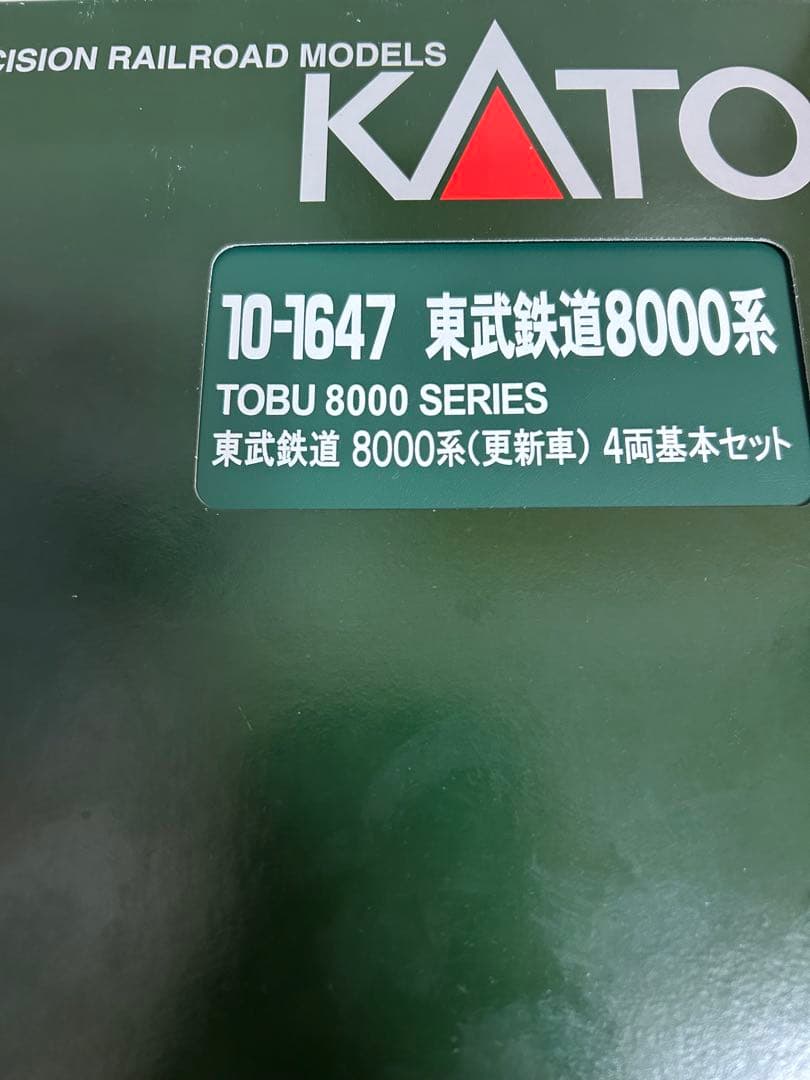 CISION RAILROAD MODELS
KATO
10-1647 東武鉄道8000系
TOBU 8000 SERIES
東武鉄道 8000系(更新車) 4両基本セット